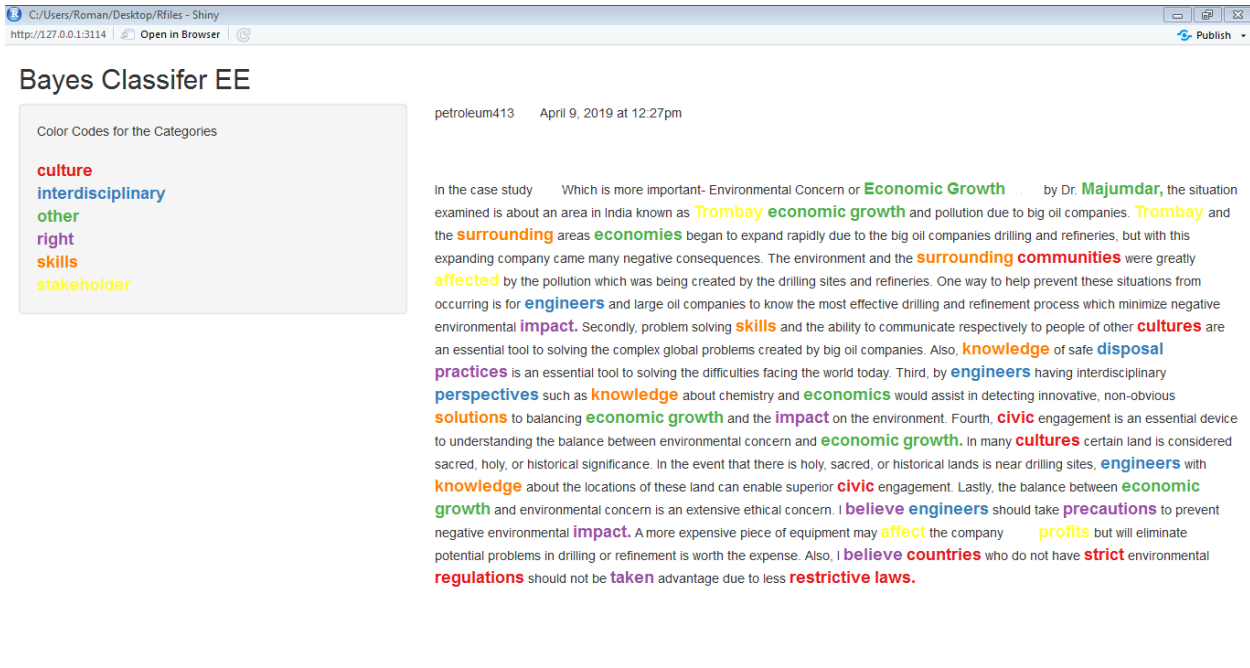 C:/Users/Roman/Desktop/Rfiles - Shiny
http://127.0.0.1:3114 Open in Browser Publish
Bayes Classifer EE
Color Codes for the Categories
culture
interdisciplinary
other
right
skills
stakeholder
petroleum413 April 9, 2019 at 12:27pm
In the case study Which is more important- Environmental Concern or Economic Growth by Dr. Majumdar, the situation
examined is about an area in India known as Trombay economic growth and pollution due to big oil companies. Trombay and
the surrounding areas economies began to expand rapidly due to the big oil companies drilling and refineries, but with this
expanding company came many negative consequences. The environment and the surrounding communities were greatly
affected by the pollution which was being created by the drilling sites and refineries. One way to help prevent these situations from
occurring is for engineers and large oil companies to know the most effective drilling and refinement process which minimize negative
environmental impact. Secondly, problem solving skills and the ability to communicate respectively to people of other cultures are
an essential tool to solving the complex global problems created by big oil companies. Also, knowledge of safe disposal
practices is an essential tool to solving the difficulties facing the world today. Third, by engineers having interdisciplinary
perspectives such as knowledge about chemistry and economics would assist in detecting innovative, non-obvious
solutions to balancing economic growth and the impact on the environment. Fourth, civic engagement is an essential device
to understanding the balance between environmental concern and economic growth. In many cultures certain land is considered
sacred, holy, or historical significance. In the event that there is holy, sacred, or historical lands is near drilling sites, engineers with
knowledge about the locations of these land can enable superior civic engagement. Lastly, the balance between economic
growth and environmental concern is an extensive ethical concern. I believe engineers should take precautions to prevent
negative environmental impact. A more expensive piece of equipment may affect the company profits but will eliminate
potential problems in drilling or refinement is worth the expense. Also, I believe countries who do not have strict environmental
regulations should not be taken advantage due to less restrictive laws.